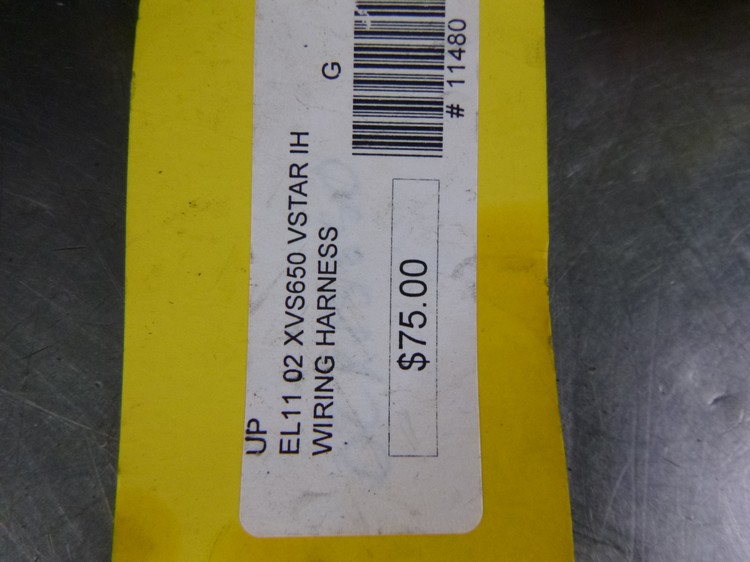 UP
EL11 02 XVS650 VSTAR IH
WIRING HARNESS
G
$75.00
# 11480